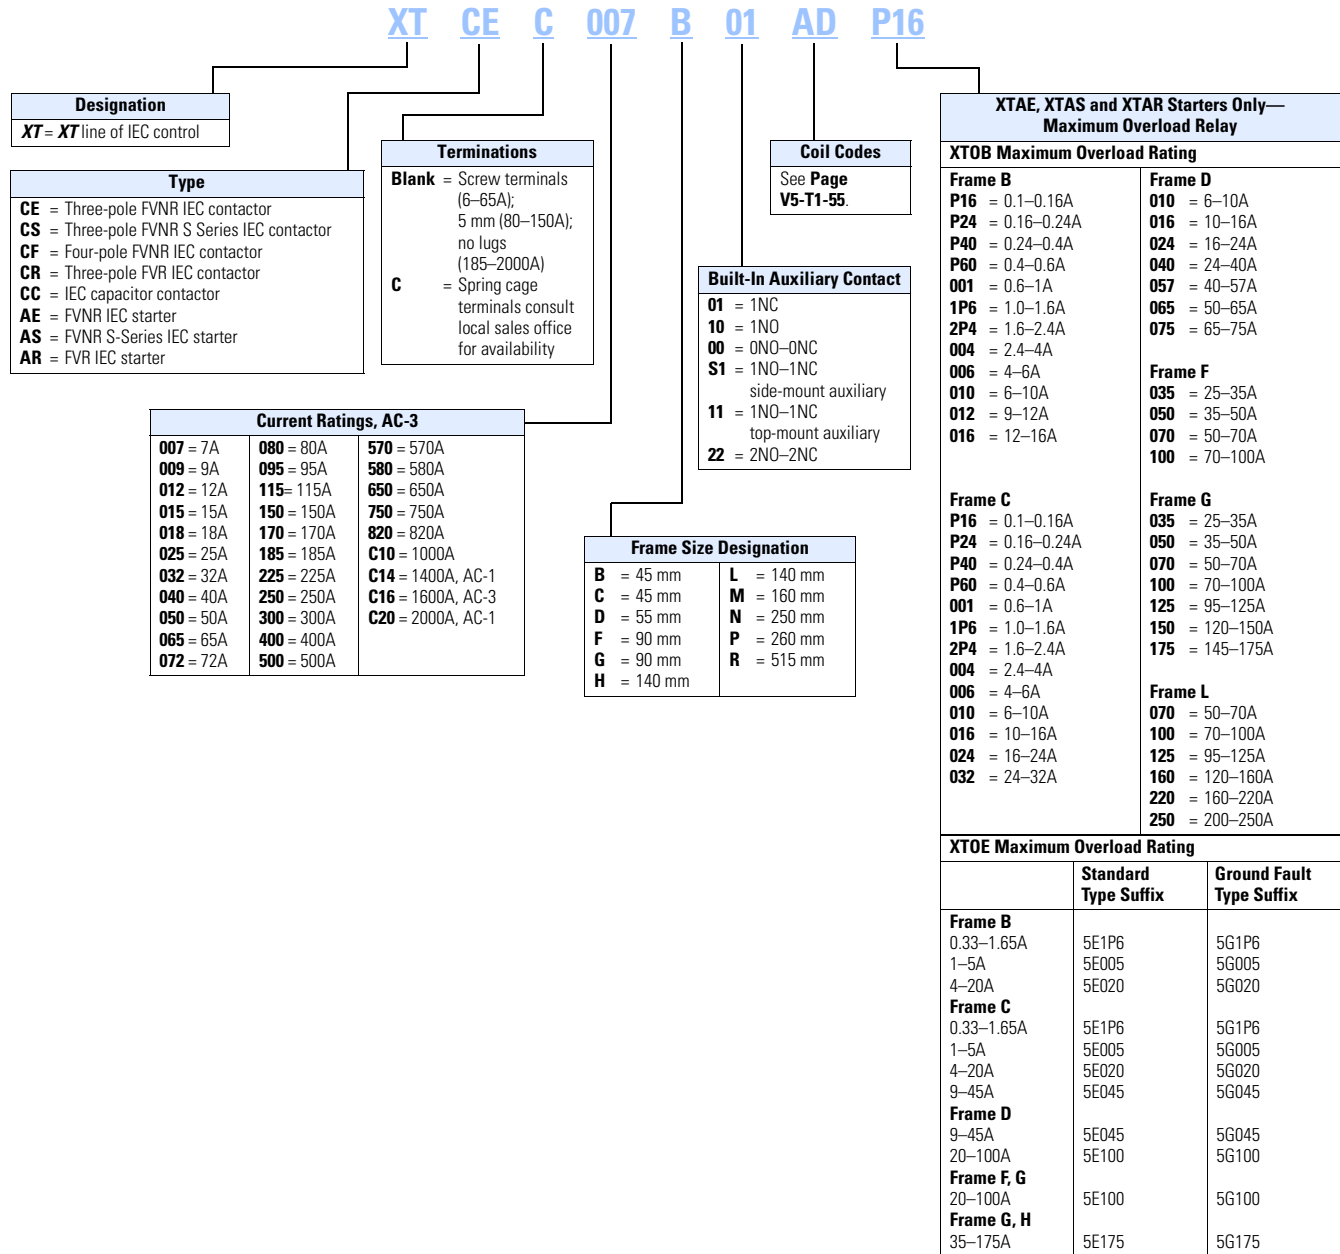 XT CE C 007 B 01 AD P16
Designation
XT = XT line of IEC control
Type
CE = Three-pole FVNR IEC contactor
CS = Three-pole FVNR S Series IEC contactor
CF = Four-pole FVNR IEC contactor
CR = Three-pole FVR IEC contactor
CC = IEC capacitor contactor
AE = FVNR IEC starter
AS = FVNR S-Series IEC starter
AR = FVR IEC starter
Terminations
Blank = Screw terminals
(6–65A);
5 mm (80–150A);
no lugs
(185–2000A)
C = Spring cage
terminals consult
local sales office
for availability
Current Ratings, AC-3
007 = 7A
009 = 9A
012 = 12A
015 = 15A
018 = 18A
025 = 25A
032 = 32A
040 = 40A
050 = 50A
065 = 65A
072 = 72A
080 = 80A
095 = 95A
115= 115A
150 = 150A
170 = 170A
185 = 185A
225 = 225A
250 = 250A
300 = 300A
400 = 400A
500 = 500A
570 = 570A
580 = 580A
650 = 650A
750 = 750A
820 = 820A
C10 = 1000A
C14 = 1400A, AC-1
C16 = 1600A, AC-3
C20 = 2000A, AC-1
Frame Size Designation
B = 45 mm
C = 45 mm
D = 55 mm
F = 90 mm
G = 90 mm
H = 140 mm
L = 140 mm
M = 160 mm
N = 250 mm
P = 260 mm
R = 515 mm
Built-In Auxiliary Contact
01 = 1NC
10 = 1NO
00 = 0NO–0NC
S1 = 1NO–1NC
side-mount auxiliary
11 = 1NO–1NC
top-mount auxiliary
22 = 2NO–2NC
Coil Codes
See Page
V5-T1-55.
XTAE, XTAS and XTAR Starters Only—
Maximum Overload Relay
XTOB Maximum Overload Rating
Frame B
P16 = 0.1–0.16A
P24 = 0.16–0.24A
P40 = 0.24–0.4A
P60 = 0.4–0.6A
001 = 0.6–1A
1P6 = 1.0–1.6A
2P4 = 1.6–2.4A
004 = 2.4–4A
006 = 4–6A
010 = 6–10A
012 = 9–12A
016 = 12–16A
Frame C
P16 = 0.1–0.16A
P24 = 0.16–0.24A
P40 = 0.24–0.4A
P60 = 0.4–0.6A
001 = 0.6–1A
1P6 = 1.0–1.6A
2P4 = 1.6–2.4A
004 = 2.4–4A
006 = 4–6A
010 = 6–10A
016 = 10–16A
024 = 16–24A
032 = 24–32A
Frame D
010 = 6–10A
016 = 10–16A
024 = 16–24A
040 = 24–40A
057 = 40–57A
065 = 50–65A
075 = 65–75A
Frame F
035 = 25–35A
050 = 35–50A
070 = 50–70A
100 = 70–100A
Frame G
035 = 25–35A
050 = 35–50A
070 = 50–70A
100 = 70–100A
125 = 95–125A
150 = 120–150A
175 = 145–175A
Frame L
070 = 50–70A
100 = 70–100A
125 = 95–125A
160 = 120–160A
220 = 160–220A
250 = 200–250A
XTOE Maximum Overload Rating
Standard
Type Suffix
Ground Fault
Type Suffix
Frame B
0.33–1.65A 5E1P6 5G1P6
1–5A 5E005 5G005
4–20A 5E020 5G020
Frame C
0.33–1.65A 5E1P6 5G1P6
1–5A 5E005 5G005
4–20A 5E020 5G020
9–45A 5E045 5G045
Frame D
9–45A 5E045 5G045
20–100A 5E100 5G100
Frame F, G
20–100A 5E100 5G100
Frame G, H
35–175A 5E175 5G175